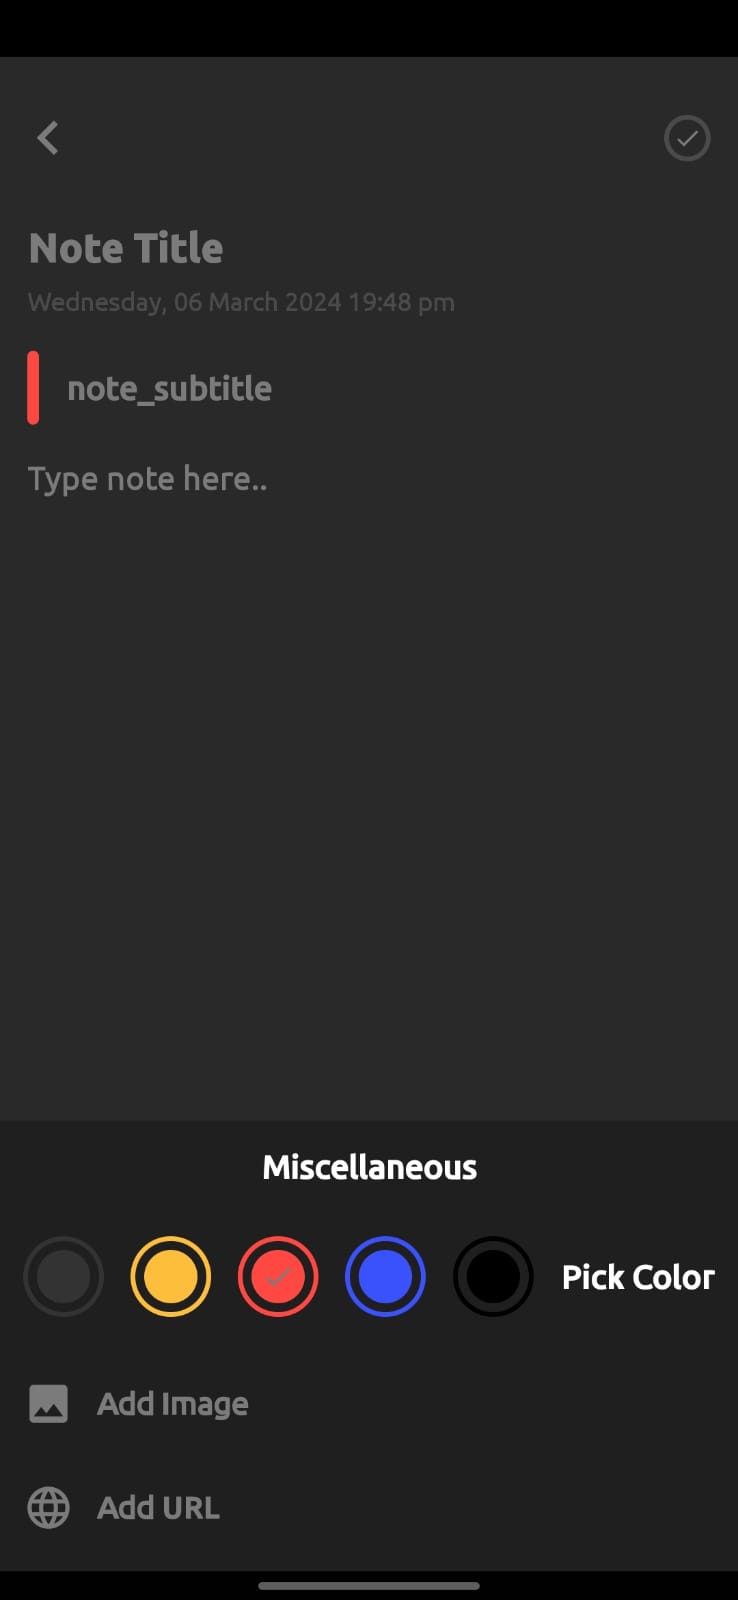 Note Title
Wednesday, 06 March 2024 19:48 pm
note_subtitle
Type note here..
Miscellaneous
Pick Color
Add Image
Add URL